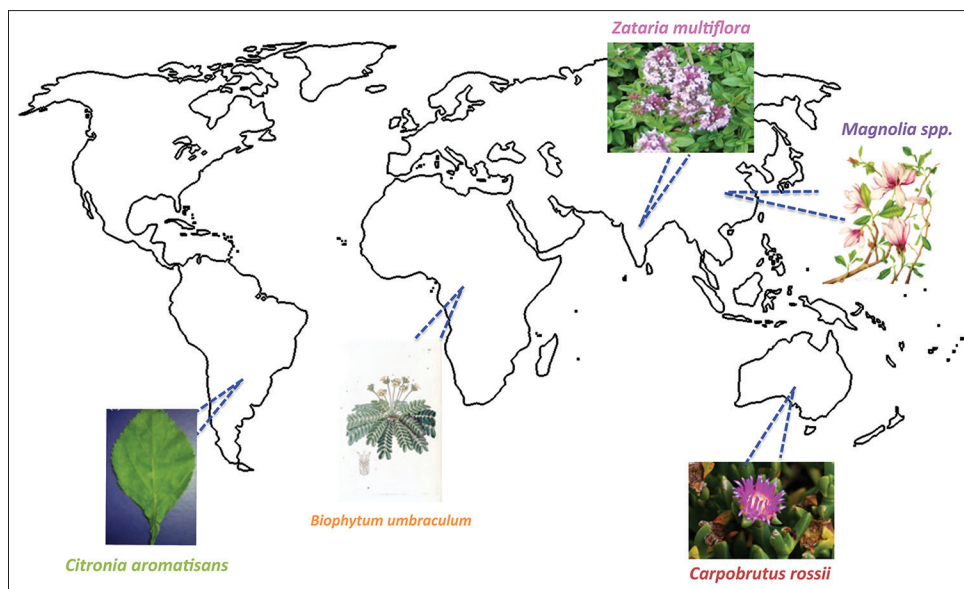 Zataria multiflora
Magnolia spp.
Biophytum umbraculum
Citronia aromatisans
Carpobrutus rossii